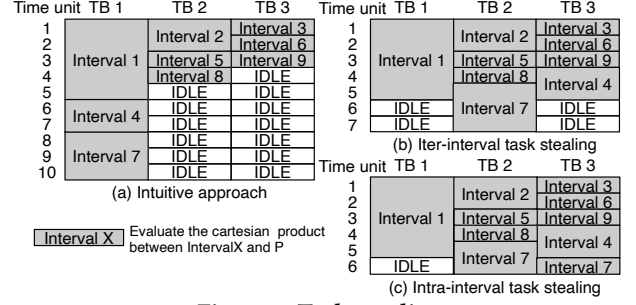 Time unit TB 1 TB 2 TB 3
1 Interval 1 Interval 2 Interval 3
2 Interval 6
3 Interval 5 Interval 9
4 Interval 8 IDLE
5 IDLE IDLE
6 Interval 4 IDLE IDLE
7 IDLE IDLE
8 Interval 7 IDLE IDLE
9 IDLE IDLE
10 IDLE IDLE
(a) Intuitive approach
Interval X Evaluate the cartesian product
between IntervalX and P
Time unit TB 1 TB 2 TB 3
1 Interval 1 Interval 2 Interval 3
2 Interval 6
3 Interval 5 Interval 9
4 Interval 8 Interval 4
5 Interval 7
6 IDLE IDLE
7 IDLE IDLE
(b) Iter-interval task stealing
Time unit TB 1 TB 2 TB 3
1 Interval 1 Interval 2 Interval 3
2 Interval 6
3 Interval 5 Interval 9
4 Interval 8 Interval 4
5 Interval 7
6 IDLE Interval 7
(c) Intra-interval task stealing